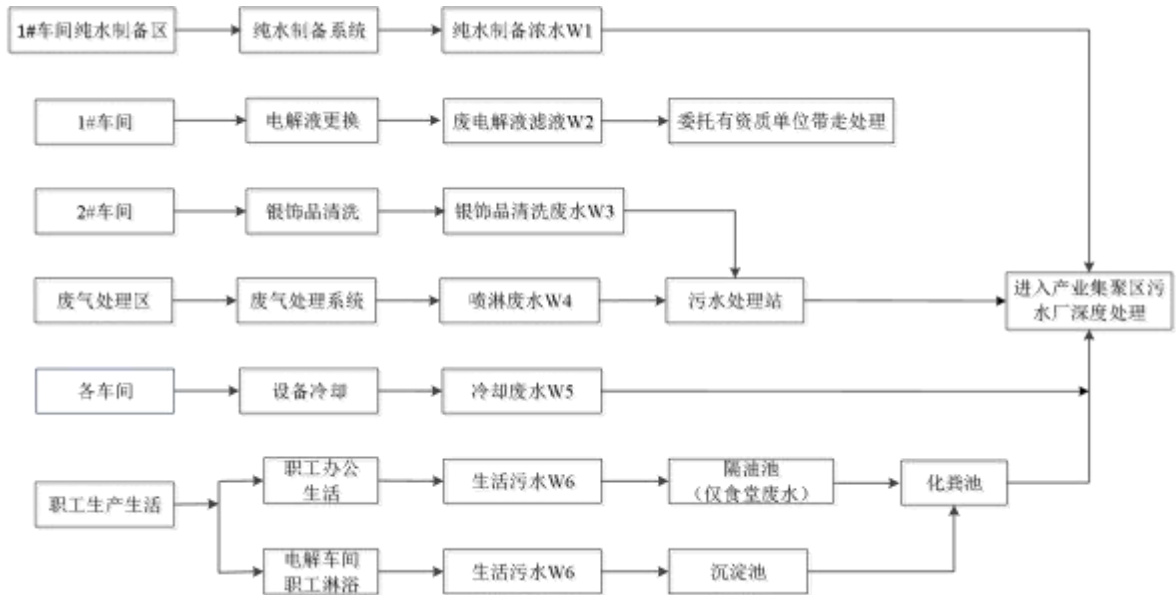 1#车间纯水制备区
纯水制备系统
纯水制备浓水W1
1#车间
电解液更换
废电解液滤液W2
委托有资质单位带走处理
2#车间
银饰品清洗
银饰品清洗废水W3
废气处理区
废气处理系统
喷淋废水W4
污水处理站
进入产业集聚区污
水厂深度处理
各车间
设备冷却
冷却废水W5
职工生产生活
职工办公
生活
生活污水W6
隔油池
（仅食堂废水）
化粪池
电解车间
职工淋浴
生活污水W6
沉淀池